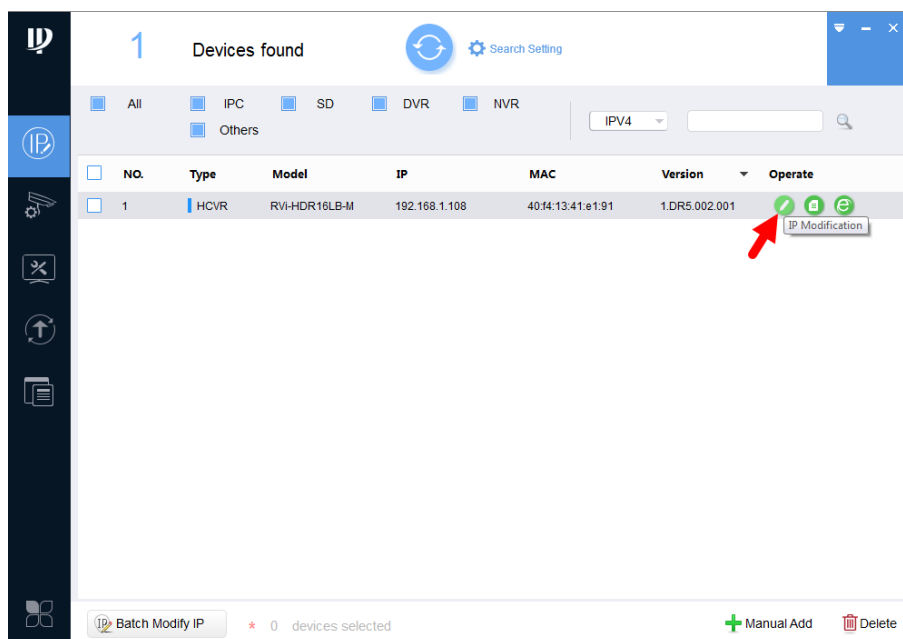 1 Devices found Search Setting
All IPC SD DVR NVR
IPV4
Others
NO. Type Model IP MAC Version Operate
1 HCVR RVi-HDR16LB-M 192.168.1.108 40:f4:13:41:e1:91 1.DR5.002.001
IP Modification
IP
Batch Modify IP * 0 devices selected Manual Add Delete